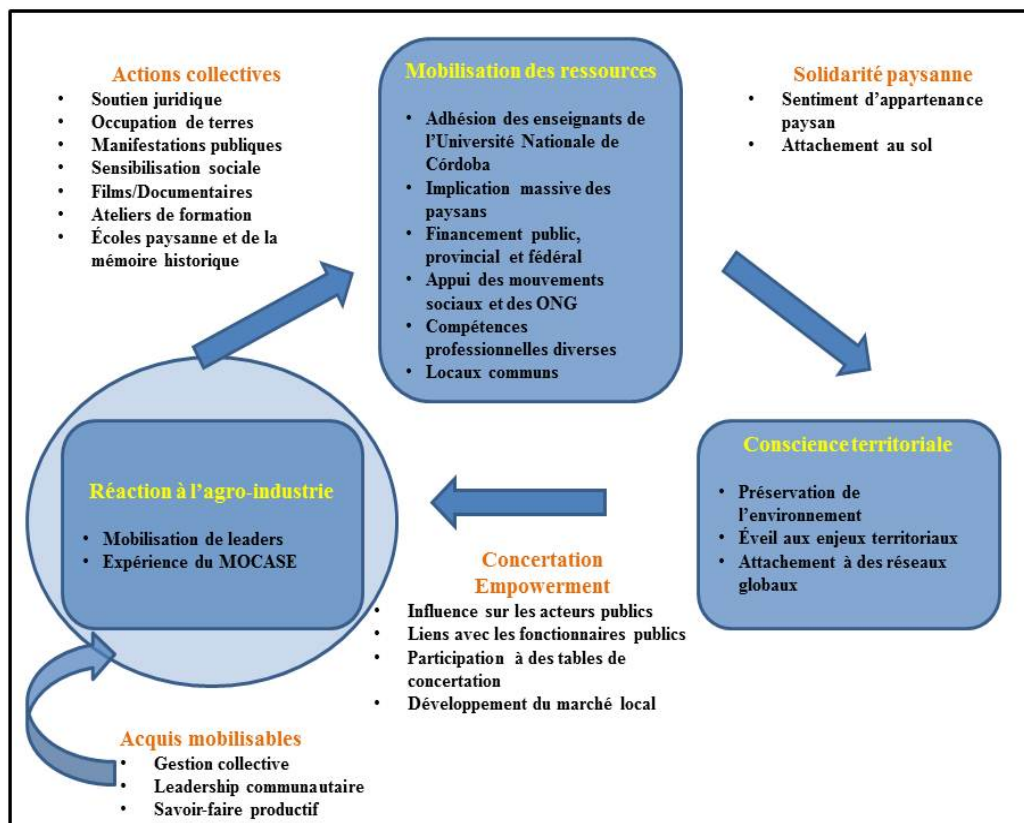 Actions collectives
• Soutien juridique
• Occupation de terres
• Manifestations publiques
• Sensibilisation sociale
• Films/Documentaires
• Ateliers de formation
• Écoles paysanne et de la
mémoire historique
Mobilisation des ressources
• Adhésion des enseignants de
l’Université Nationale de
Córdoba
• Implication massive des
paysans
• Financement public,
provincial et fédéral
• Appui des mouvements
sociaux et des ONG
• Compétences
professionnelles diverses
• Locaux communs
Solidarité paysanne
• Sentiment d’appartenance
paysan
• Attachement au sol
Conscience territoriale
• Préservation de
l’environnement
• Éveil aux enjeux territoriaux
• Attachement à des réseaux
globaux
Réaction à l’agro-industrie
• Mobilisation de leaders
• Expérience du MOCASE
Concertation
Empowerment
• Influence sur les acteurs publics
• Liens avec les fonctionnaires publics
• Participation à des tables de
concertation
• Développement du marché local
Acquis mobilisables
• Gestion collective
• Leadership communautaire
• Savoir-faire productif